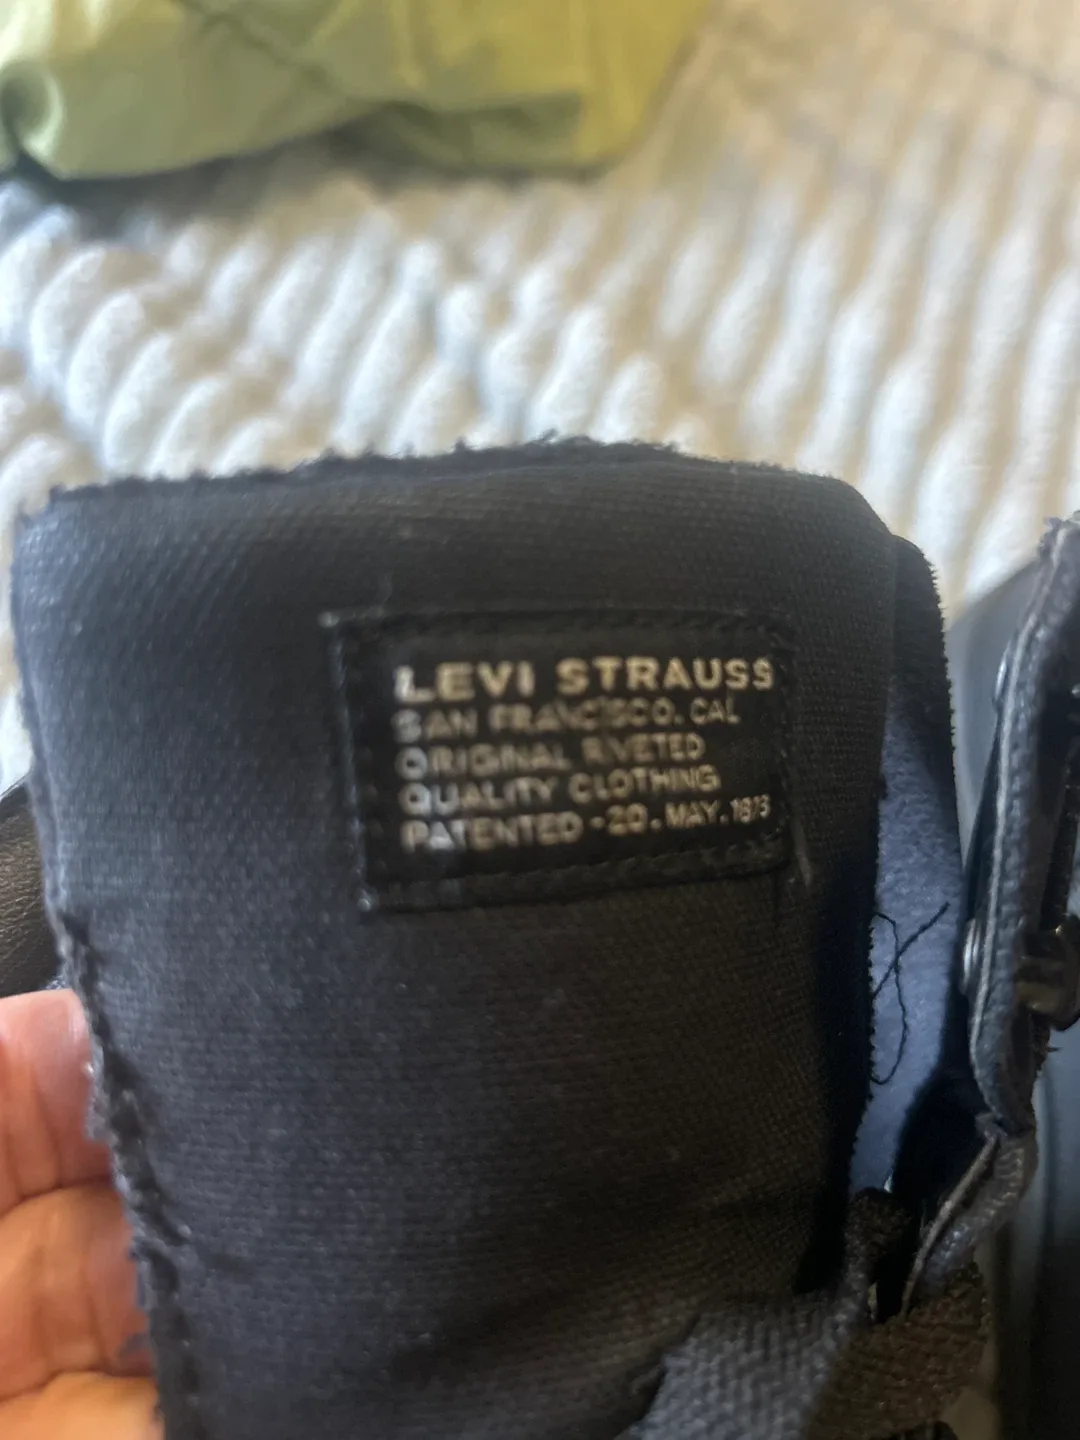 LEVI STRAUSS
SAN FRANCISCO. CAL
ORIGINAL RIVETED
QUALITY CLOTHING
PATENTED - 20. MAY. 1873